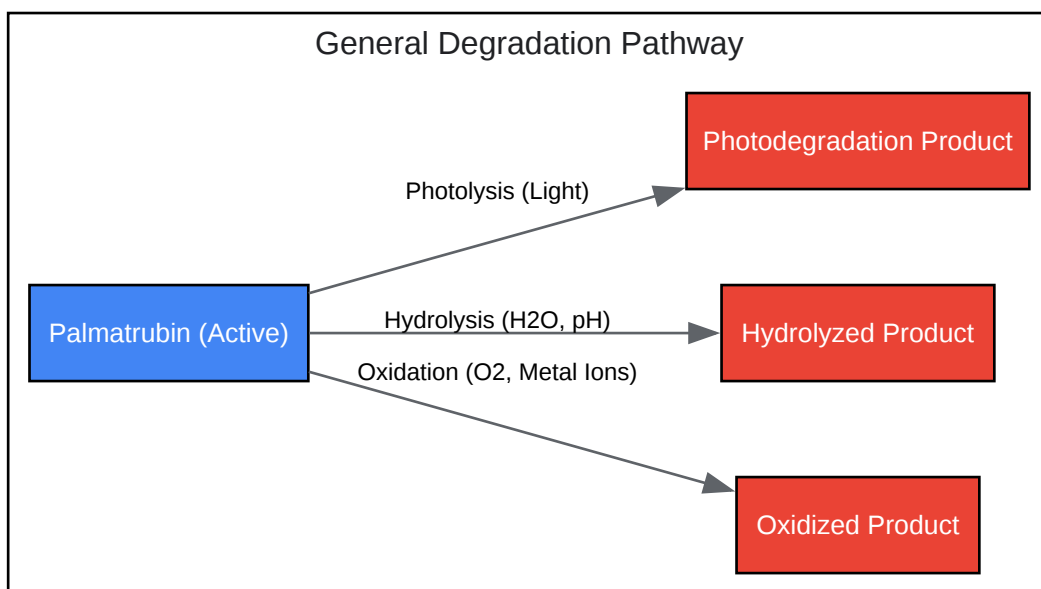 General Degradation Pathway
Photodegradation Product
Photolysis (Light)
Palmatrubin (Active)
Hydrolysis (H2O, pH)
Hydrolyzed Product
Oxidation (O2, Metal Ions)
Oxidized Product